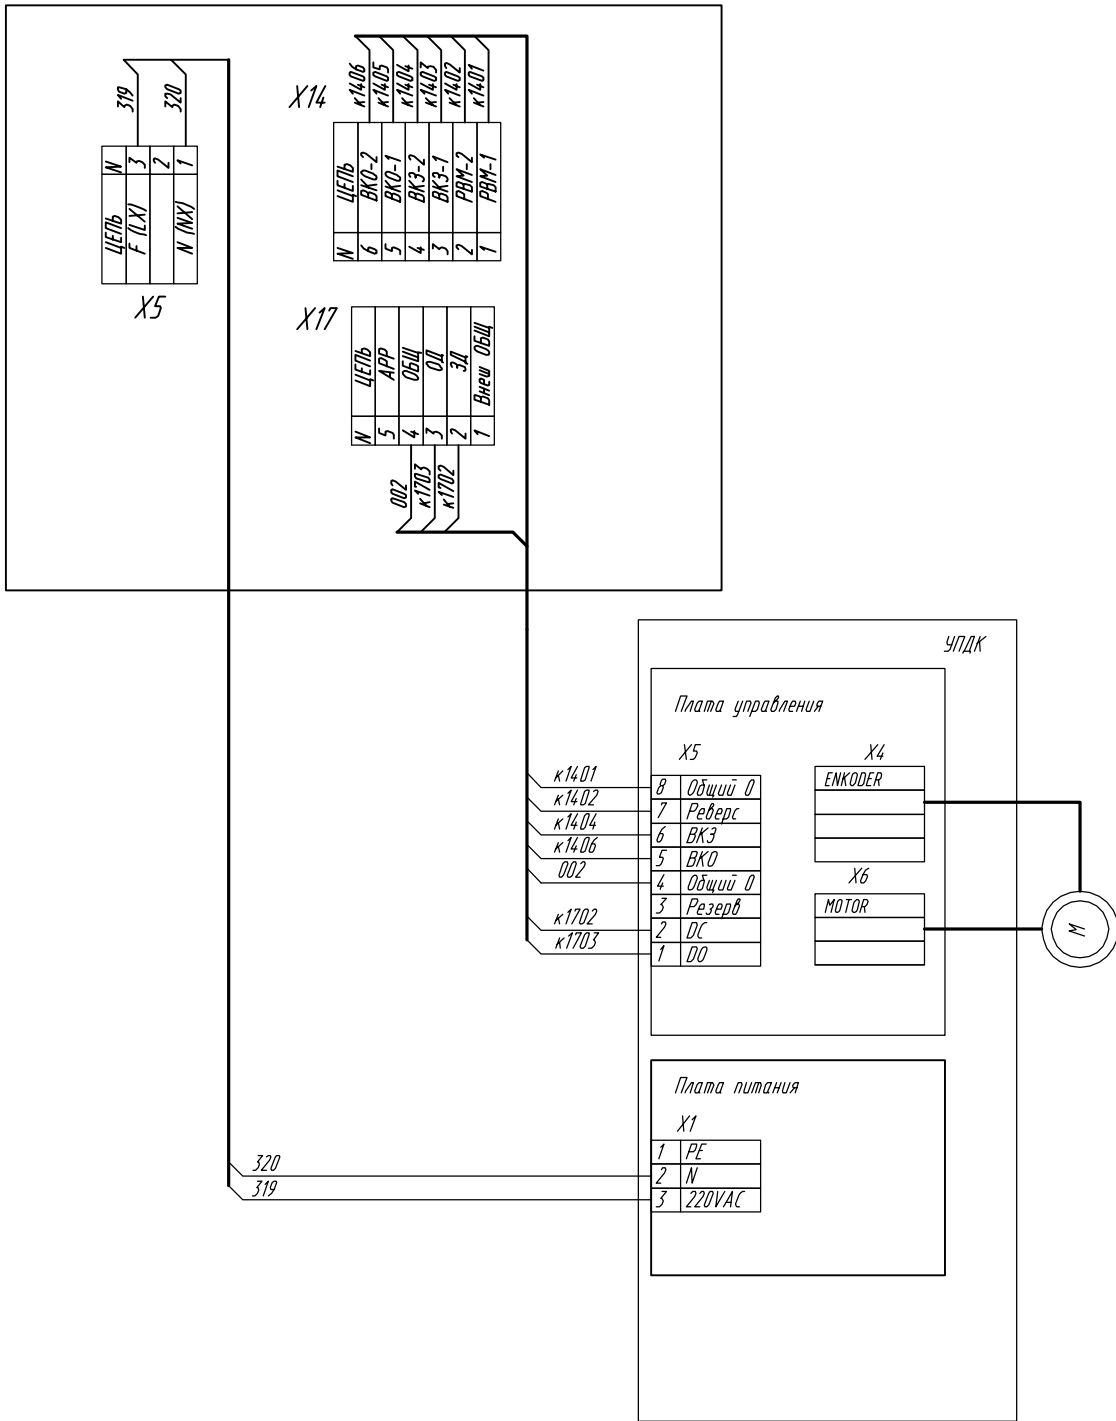 319
320
N
3
2
1
ЦЕПЬ
F (LX)
N (NX)
X5
X14
к1406
к1405
к1404
к1403
к1402
к1401
ЦЕПЬ
ВКО-2
ВКО-1
ВКЗ-2
ВКЗ-1
РВМ-2
РВМ-1
N
6
5
4
3
2
1
X17
ЦЕПЬ
АРР
ОБЩ
ОД
ЗД
Внеш ОБЩ
N
5
4
3
2
1
002
к1703
к1702
УПДК
Плата управления
X5
к1401
8 Общий 0
к1402
7 Реверс
к1404
6 ВКЗ
к1406
5 ВКО
002
4 Общий 0
3 Резерв
к1702
2 DC
к1703
1 DO
X4
ENKODER
X6
MOTOR
М
Плата питания
X1
1 PE
320
2 N
319
3 220VAC